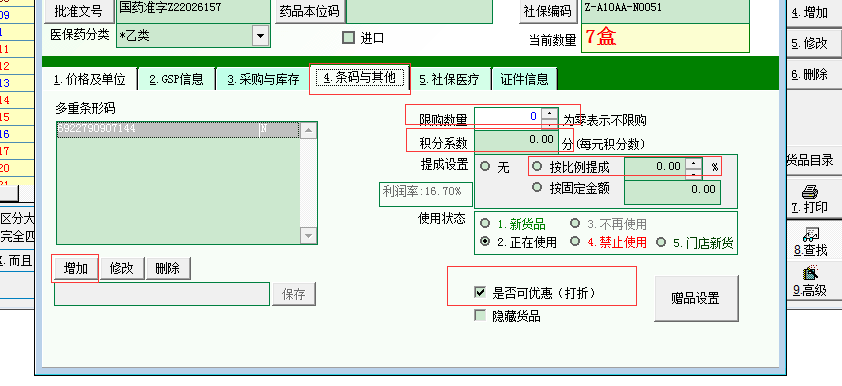 批准文号 国药准字Z22026157 药品本位码 社保编码 Z-A10AA-N0051
医保药分类 *乙类 进口 当前数量 7盒
1.价格及单位 2.GSP信息 3.采购与库存 4.条码与其他 5.社保医疗 证件信息
多重条形码
6922790907144 N
限购数量 0 为零表示不限购
积分系数 0.00 分(每元积分数)
提成设置 无 按比例提成 0.00 %
按固定金额 0.00
利润率:16.70%
使用状态 1.新货品 3.不再使用
2.正在使用 4.禁止使用 5.门店新货
增加 修改 删除
保存
是否可优惠（打折）
隐藏货品
赠品设置
4.增加
5.修改
6.删除
货品目录
7.打印
8.查找
9.高级
11
12
13
14
15
16
17
20
区分大
完全四
而且